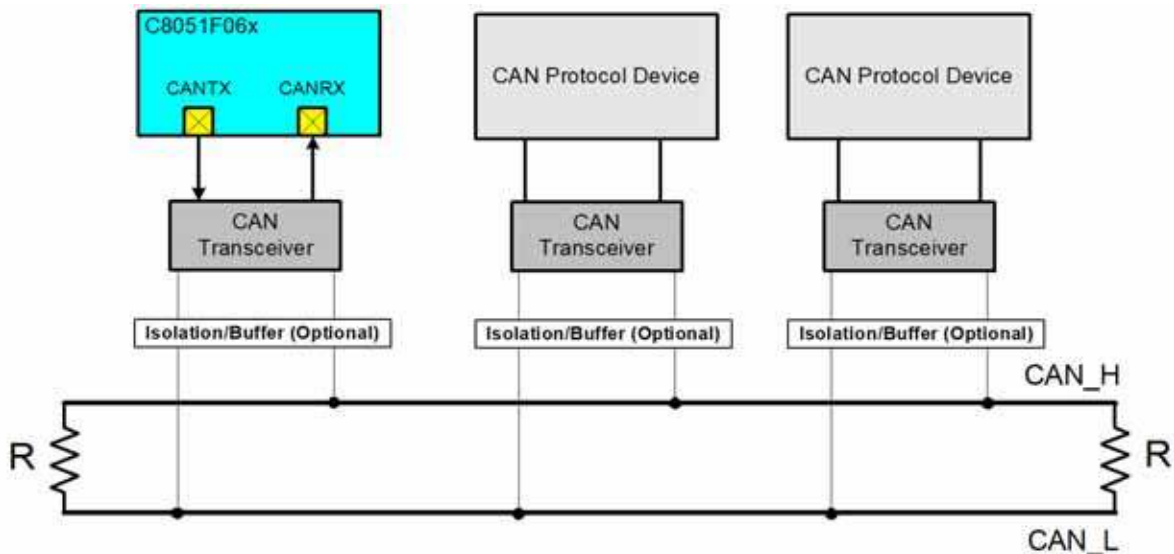 C8051F06x
CANTX
CANRX
CAN Protocol Device
CAN Protocol Device
CAN
Transceiver
CAN
Transceiver
CAN
Transceiver
Isolation/Buffer (Optional)
Isolation/Buffer (Optional)
Isolation/Buffer (Optional)
CAN_H
R
R
CAN_L